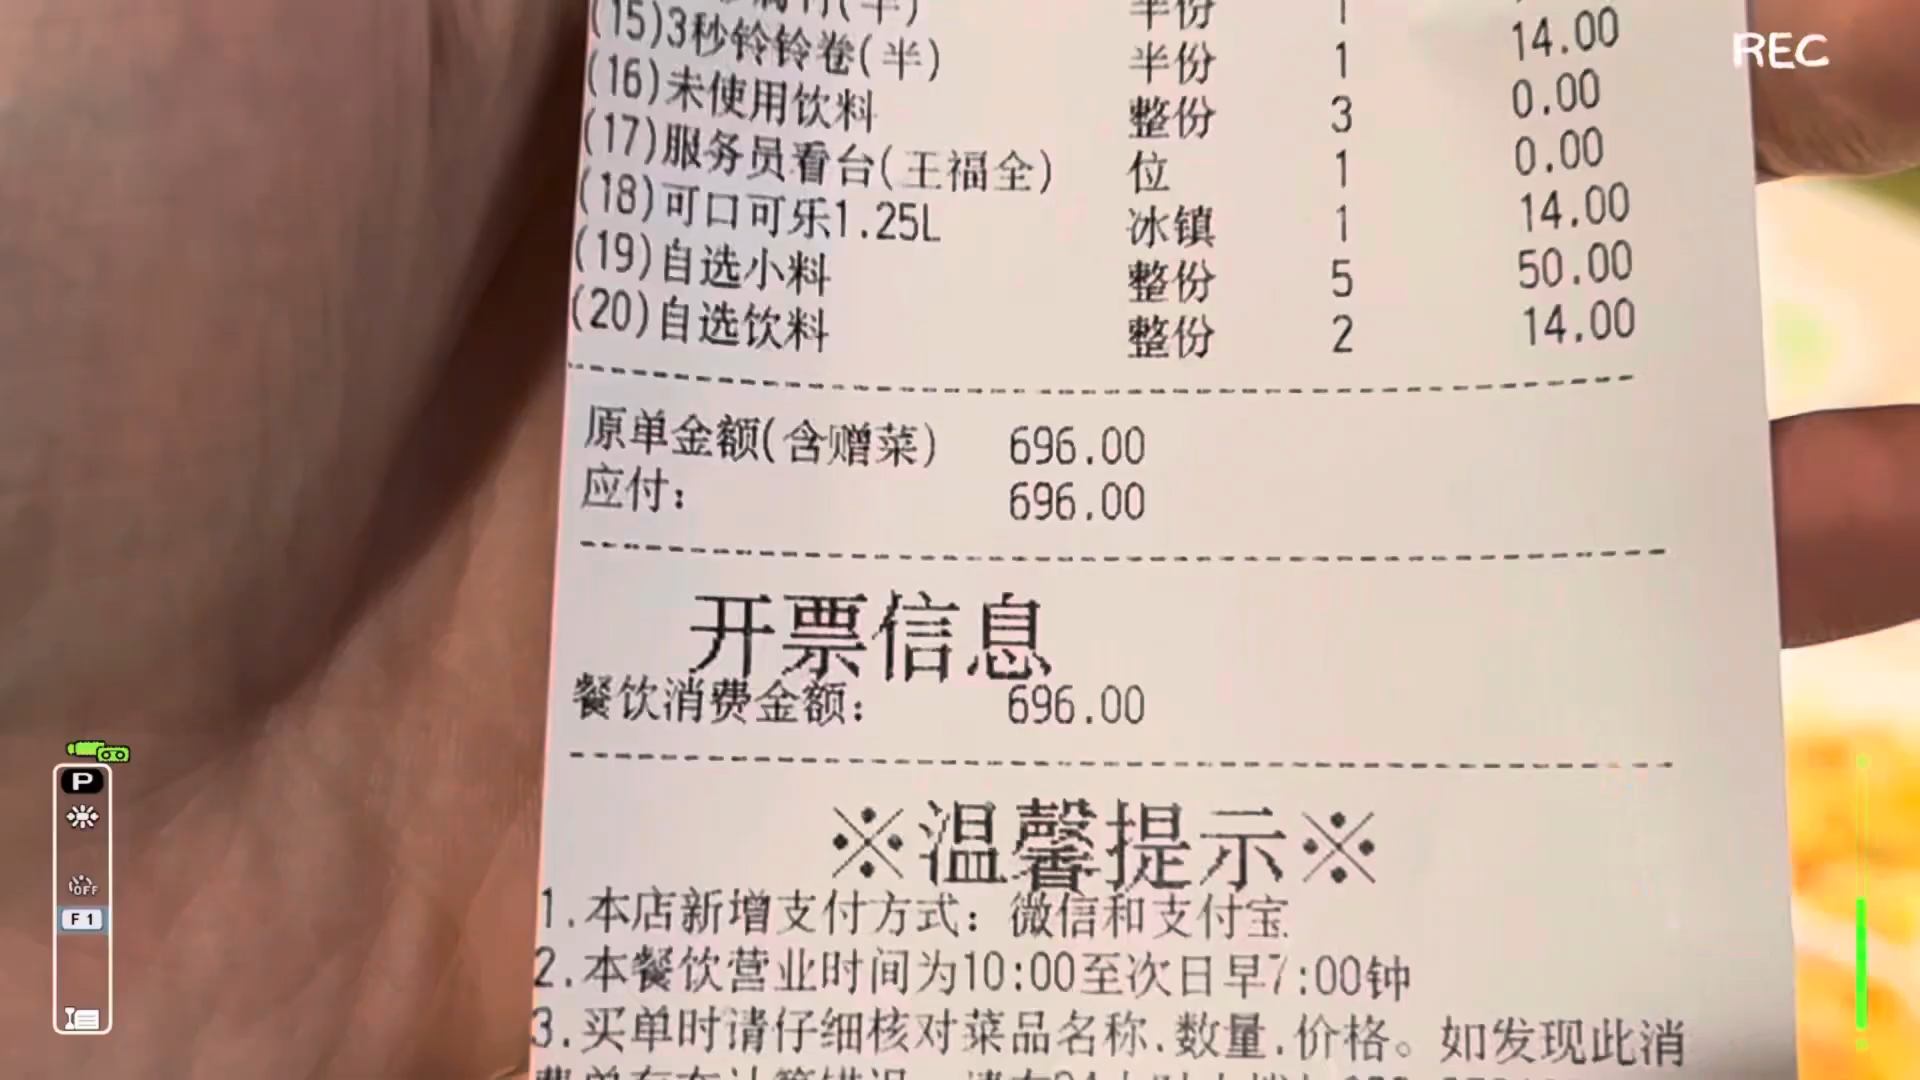 REC
(半) 半份 1
(15)3秒铃铃卷(半) 半份 1 14.00
(16)未使用饮料 整份 3 0.00
(17)服务员看台(王福全) 位 1 0.00
(18)可口可乐1.25L 冰镇 1 14.00
(19)自选小料 整份 5 50.00
(20)自选饮料 整份 2 14.00
原单金额(含赠菜) 696.00
应付: 696.00
开票信息
餐饮消费金额: 696.00
※温馨提示※
1.本店新增支付方式:微信和支付宝
2.本餐饮营业时间为10:00至次日早7:00钟
3.买单时请仔细核对菜品名称.数量.价格。如发现此消
P
OFF
F 1